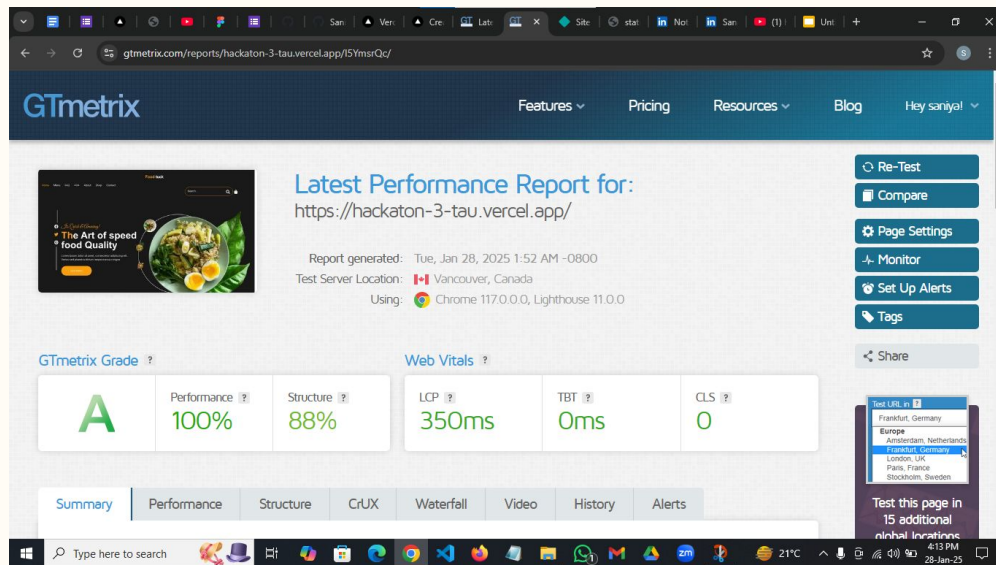 San
Ver
Cre
Late
Site
stat
Not
San
(1)
Unt
gtmetrix.com/reports/hackaton-3-tau.vercel.app/I5YmsrQc/
S
GTmetrix
Features
Pricing
Resources
Blog
Hey saniya!
The Art of speed
food Quality
Latest Performance Report for:
https://hackaton-3-tau.vercel.app/
Report generated: Tue, Jan 28, 2025 1:52 AM -0800
Test Server Location: Vancouver, Canada
Using: Chrome 117.0.0.0, Lighthouse 11.0.0
Re-Test
Compare
Page Settings
Monitor
Set Up Alerts
Tags
Share
GTmetrix Grade ?
A
Performance ?
100%
Structure ?
88%
Web Vitals ?
LCP ?
350ms
TBT ?
0ms
CLS ?
0
Test URL in ?
Frankfurt, Germany
Europe
Amsterdam, Netherlands
Frankfurt, Germany
London, UK
Paris, France
Stockholm, Sweden
Test this page in
15 additional
global locations
Summary
Performance
Structure
CrUX
Waterfall
Video
History
Alerts
Type here to search
zm
21°C
4:13 PM
28-Jan-25